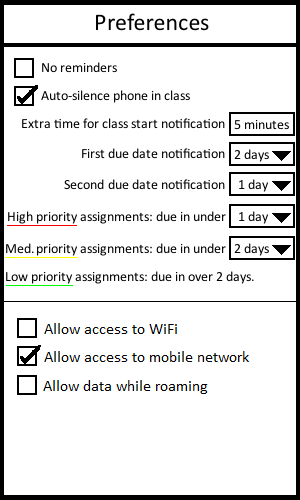 Preferences
No reminders
Auto-silence phone in class
Extra time for class start notification 5 minutes
First due date notification 2 days
Second due date notification 1 day
High priority assignments: due in under 1 day
Med. priority assignments: due in under 2 days
Low priority assignments: due in over 2 days.
Allow access to WiFi
Allow access to mobile network
Allow data while roaming